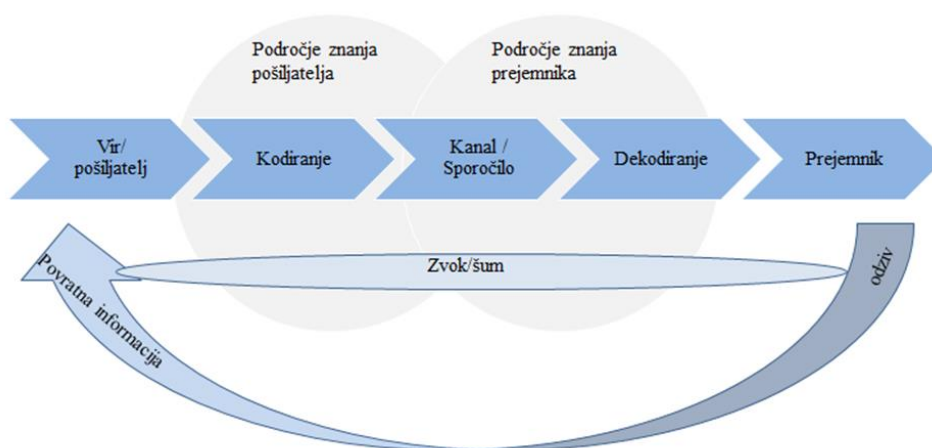 Področje znanja
pošiljatelja
Področje znanja
prejemnika
Vir/
pošiljatelj
Kodiranje
Kanal /
Sporočilo
Dekodiranje
Prejemnik
Zvok/šum
odziv
Povratna informacija